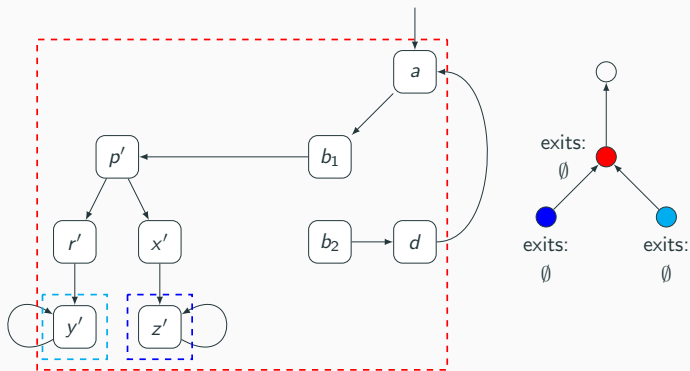 a
p′
b₁
exits:
∅
r′
x′
b₂
d
exits:
∅
exits:
∅
y′
z′